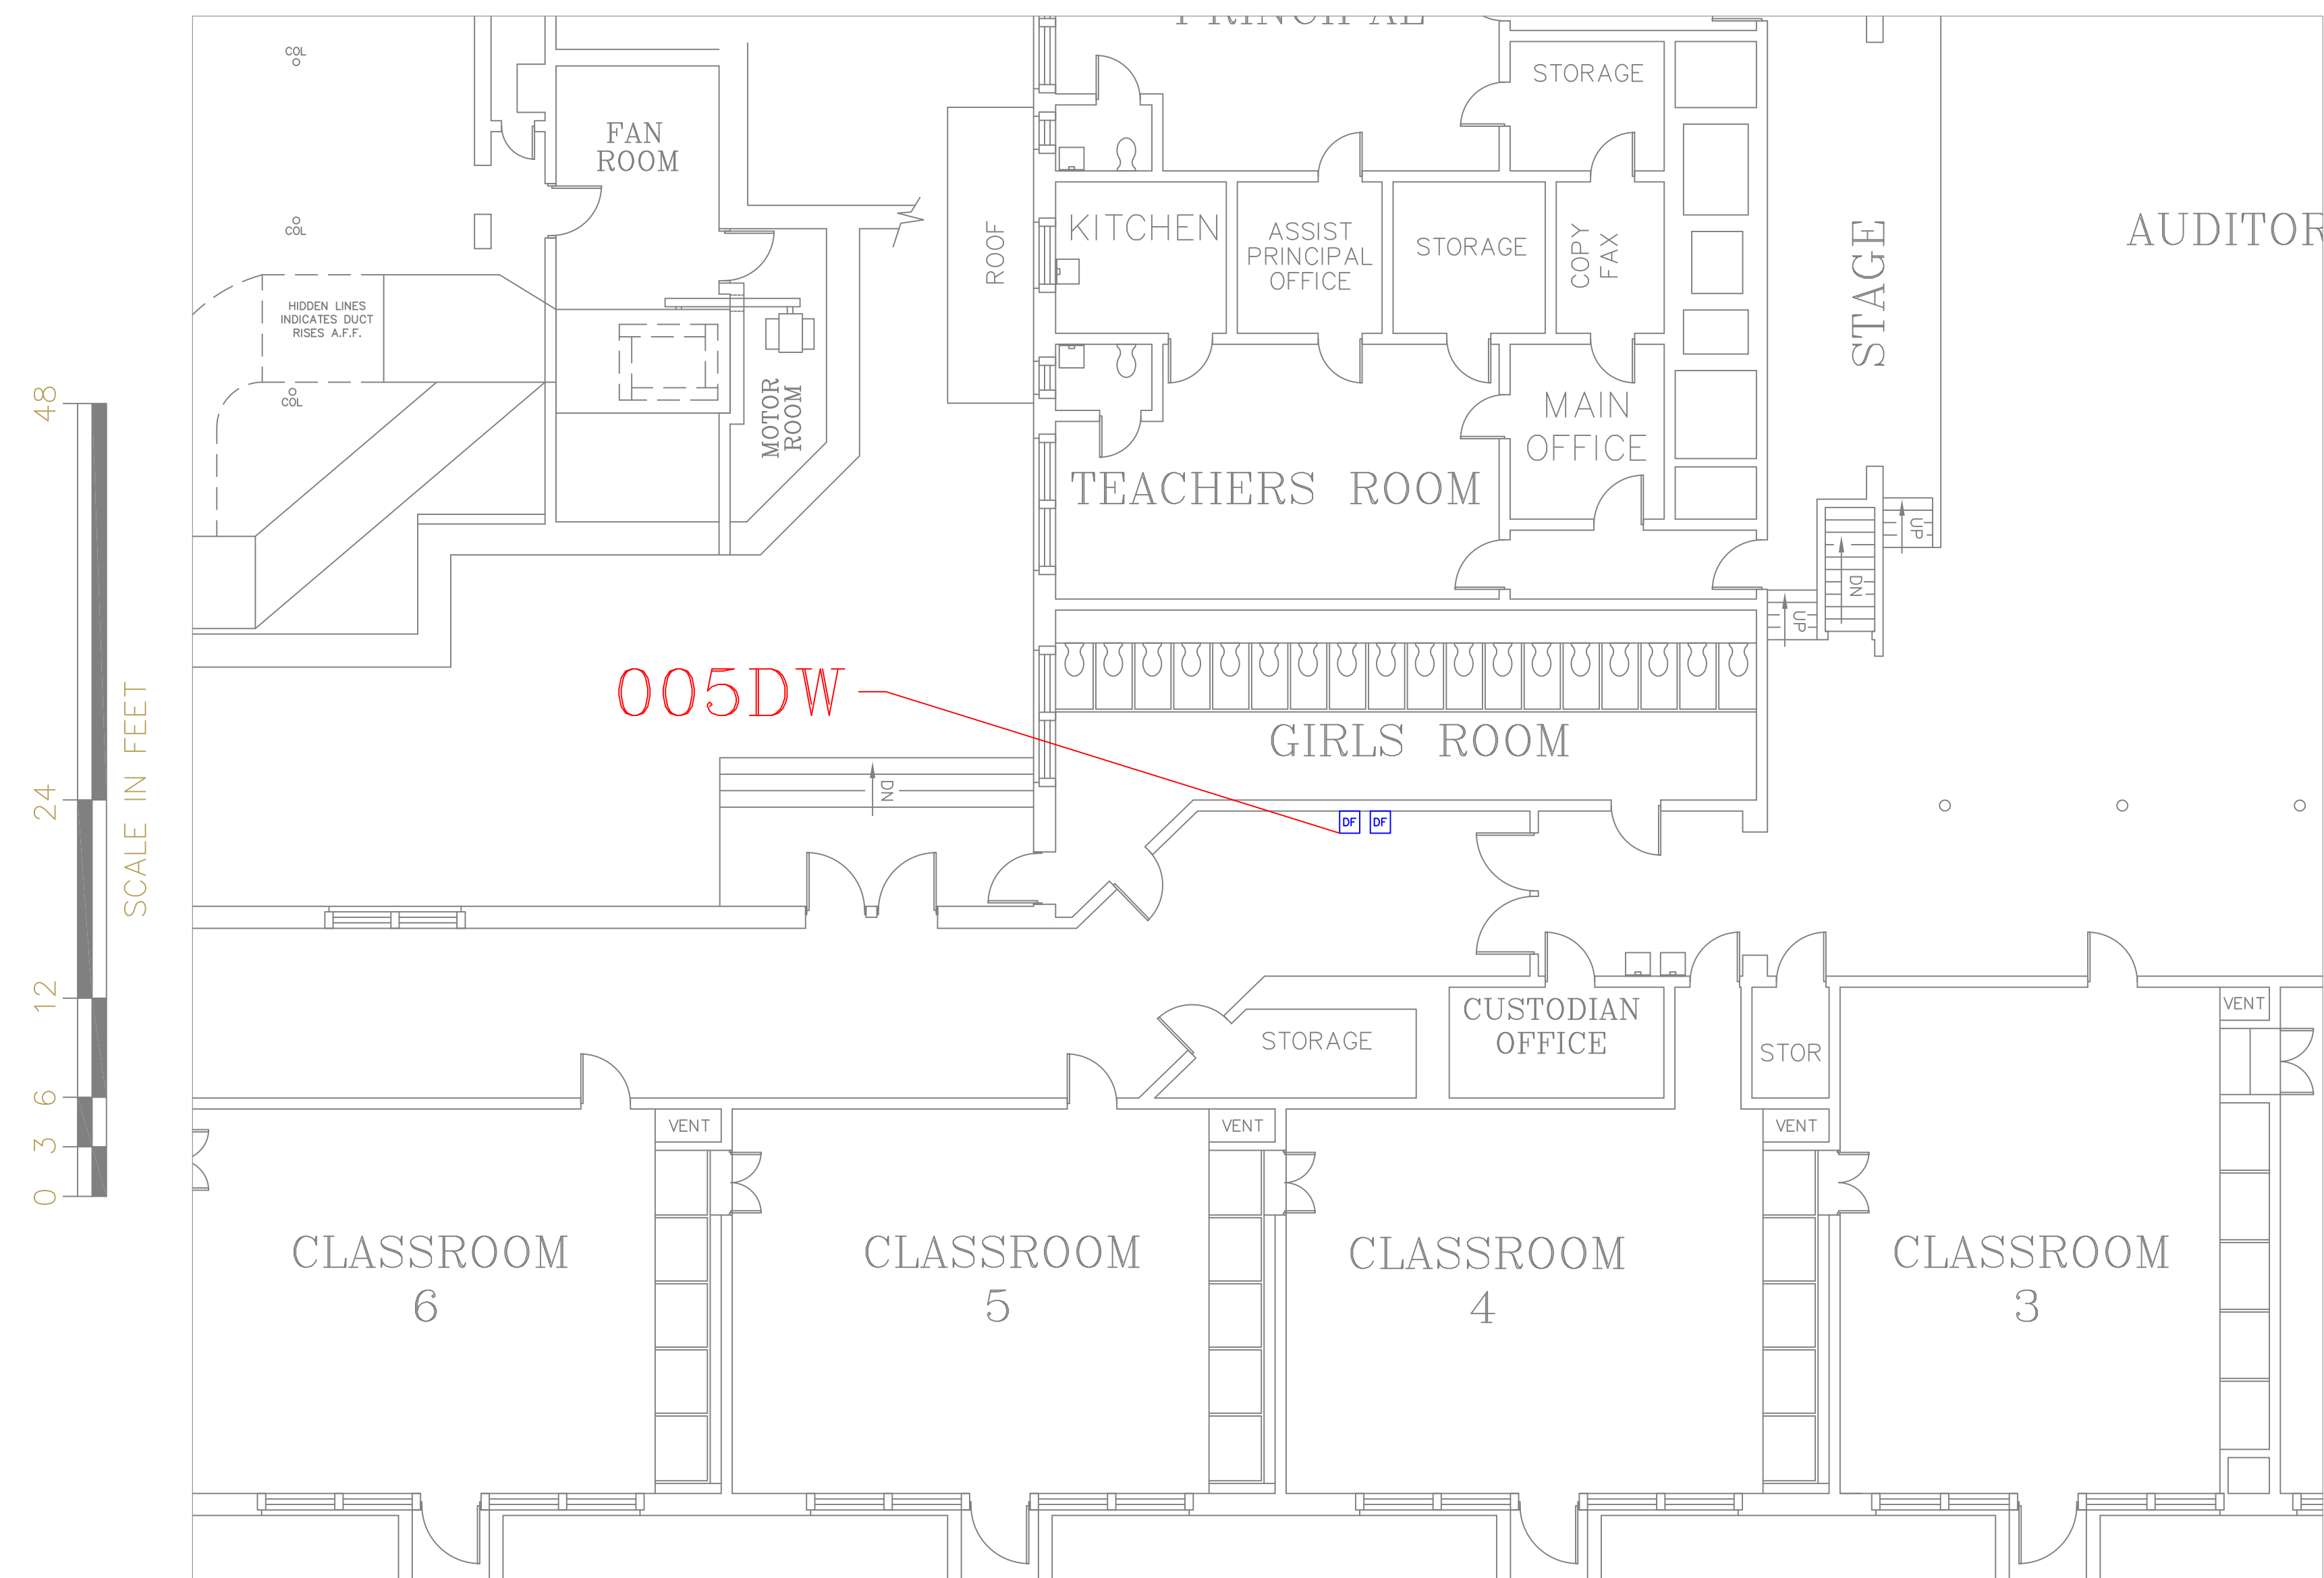 PRINCIPAL
COL
STORAGE
FAN
ROOM
COL
ROOF
KITCHEN
ASSIST
PRINCIPAL
OFFICE
STORAGE
COPY
FAX
STAGE
AUDITOR
HIDDEN LINES
INDICATES DUCT
RISES A.F.F.
COL
MOTOR
ROOM
MAIN
OFFICE
TEACHERS ROOM
UP
DN
UP
48
24
12
6
3
0
SCALE IN FEET
005DW
GIRLS ROOM
DN
DF
DF
CUSTODIAN
OFFICE
STORAGE
STOR
VENT
VENT
VENT
VENT
CLASSROOM
6
CLASSROOM
5
CLASSROOM
4
CLASSROOM
3